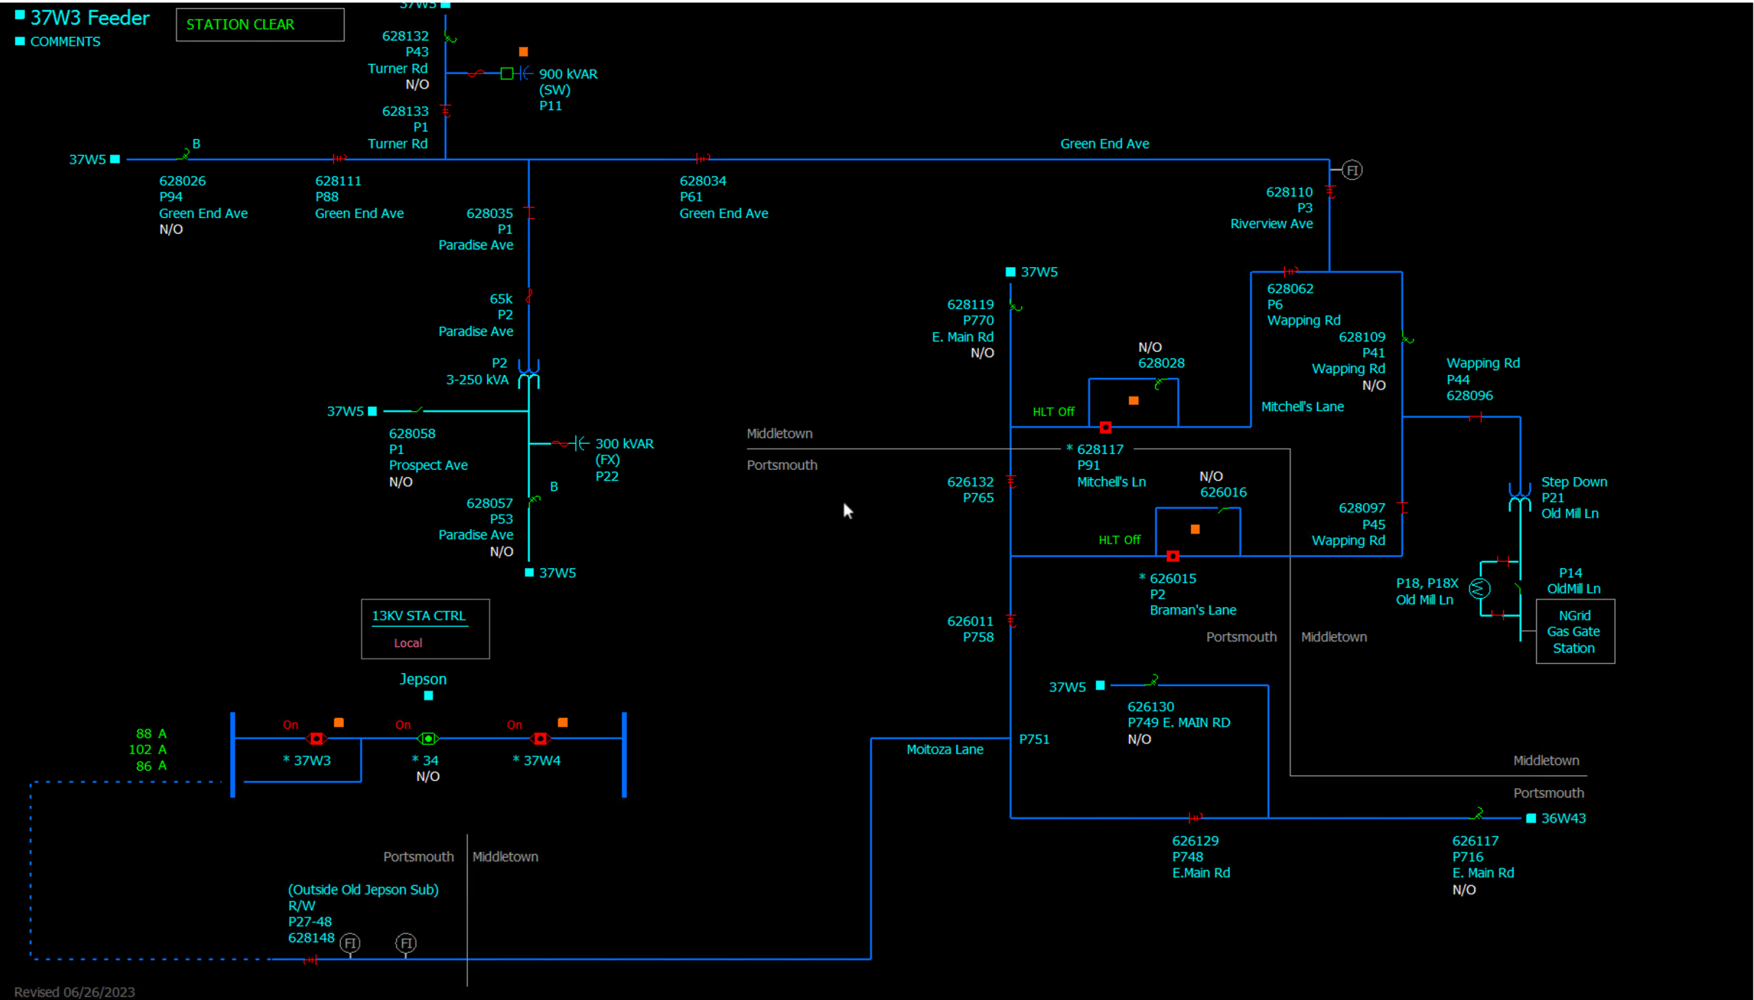 37W3 Feeder
COMMENTS
STATION CLEAR
37W5
628132
P43
Turner Rd
N/O
900 kVAR
(SW)
P11
628133
P1
Turner Rd
37W5
B
628026
P94
Green End Ave
N/O
628111
P88
Green End Ave
628034
P61
Green End Ave
Green End Ave
FI
628110
P3
Riverview Ave
628035
P1
Paradise Ave
65k
P2
Paradise Ave
P2
3-250 kVA
37W5
628058
P1
Prospect Ave
N/O
300 kVAR
(FX)
P22
628057
P53
Paradise Ave
N/O
B
37W5
37W5
628119
P770
E. Main Rd
N/O
N/O
628028
HLT Off
628062
P6
Wapping Rd
628109
P41
Wapping Rd
N/O
Mitchell's Lane
Wapping Rd
P44
628096
Middletown
Portsmouth
* 628117
P91
Mitchell's Ln
626132
P765
N/O
626016
HLT Off
628097
P45
Wapping Rd
Step Down
P21
Old Mill Ln
* 626015
P2
Braman's Lane
626011
P758
P18, P18X
Old Mill Ln
P14
OldMill Ln
NGrid
Gas Gate
Station
Portsmouth
Middletown
13KV STA CTRL
Local
Jepson
On
On
On
* 37W3
* 34
N/O
* 37W4
88 A
102 A
86 A
37W5
626130
P749 E. MAIN RD
N/O
Moitoza Lane
P751
Middletown
Portsmouth
36W43
626129
P748
E.Main Rd
626117
P716
E. Main Rd
N/O
Portsmouth
Middletown
(Outside Old Jepson Sub)
R/W
P27-48
628148
FI
FI
Revised 06/26/2023